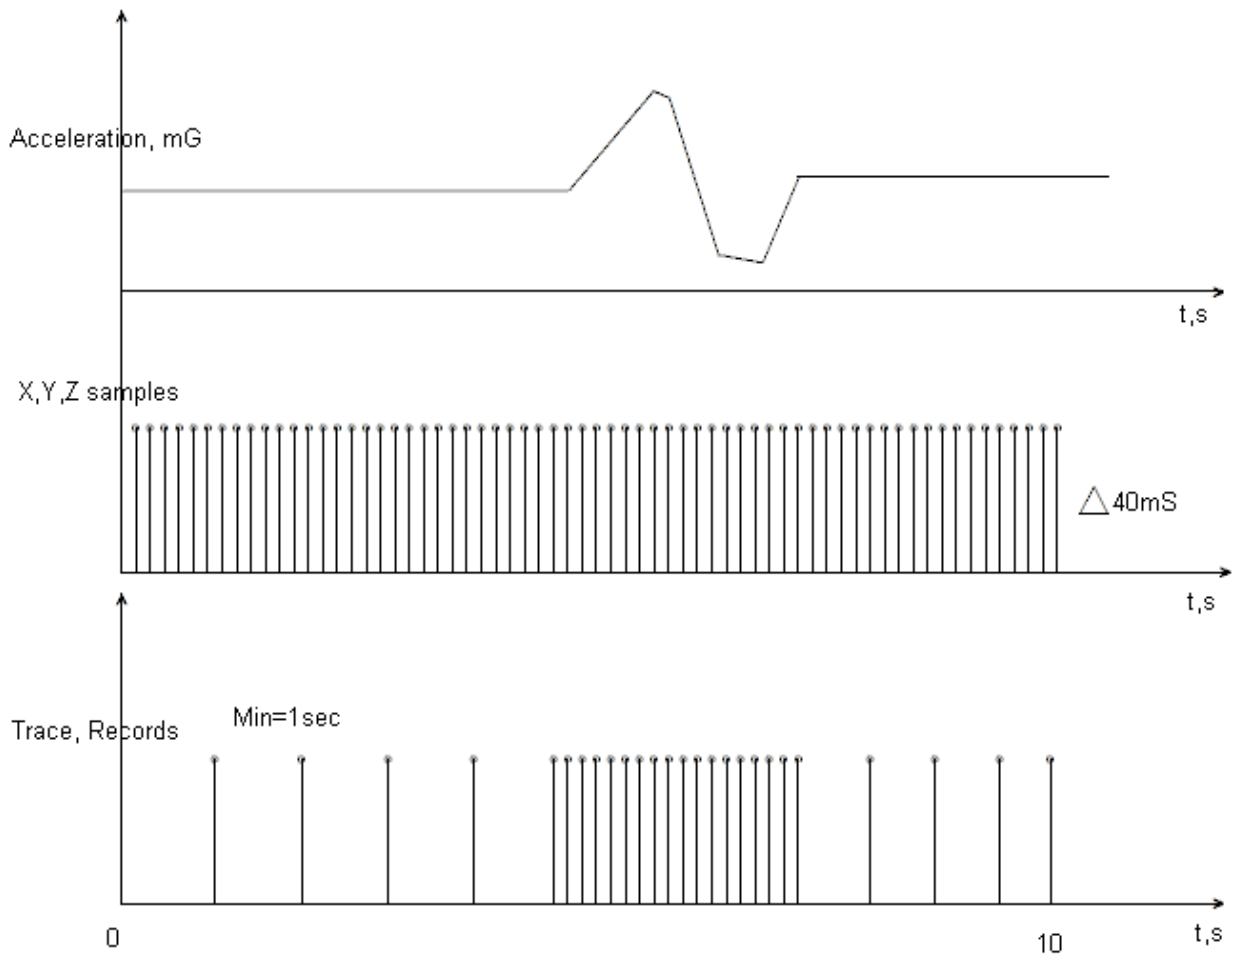 Acceleration, mG
t,s
X,Y,Z samples
△40mS
t,s
Min=1sec
Trace, Records
0
10
t,s